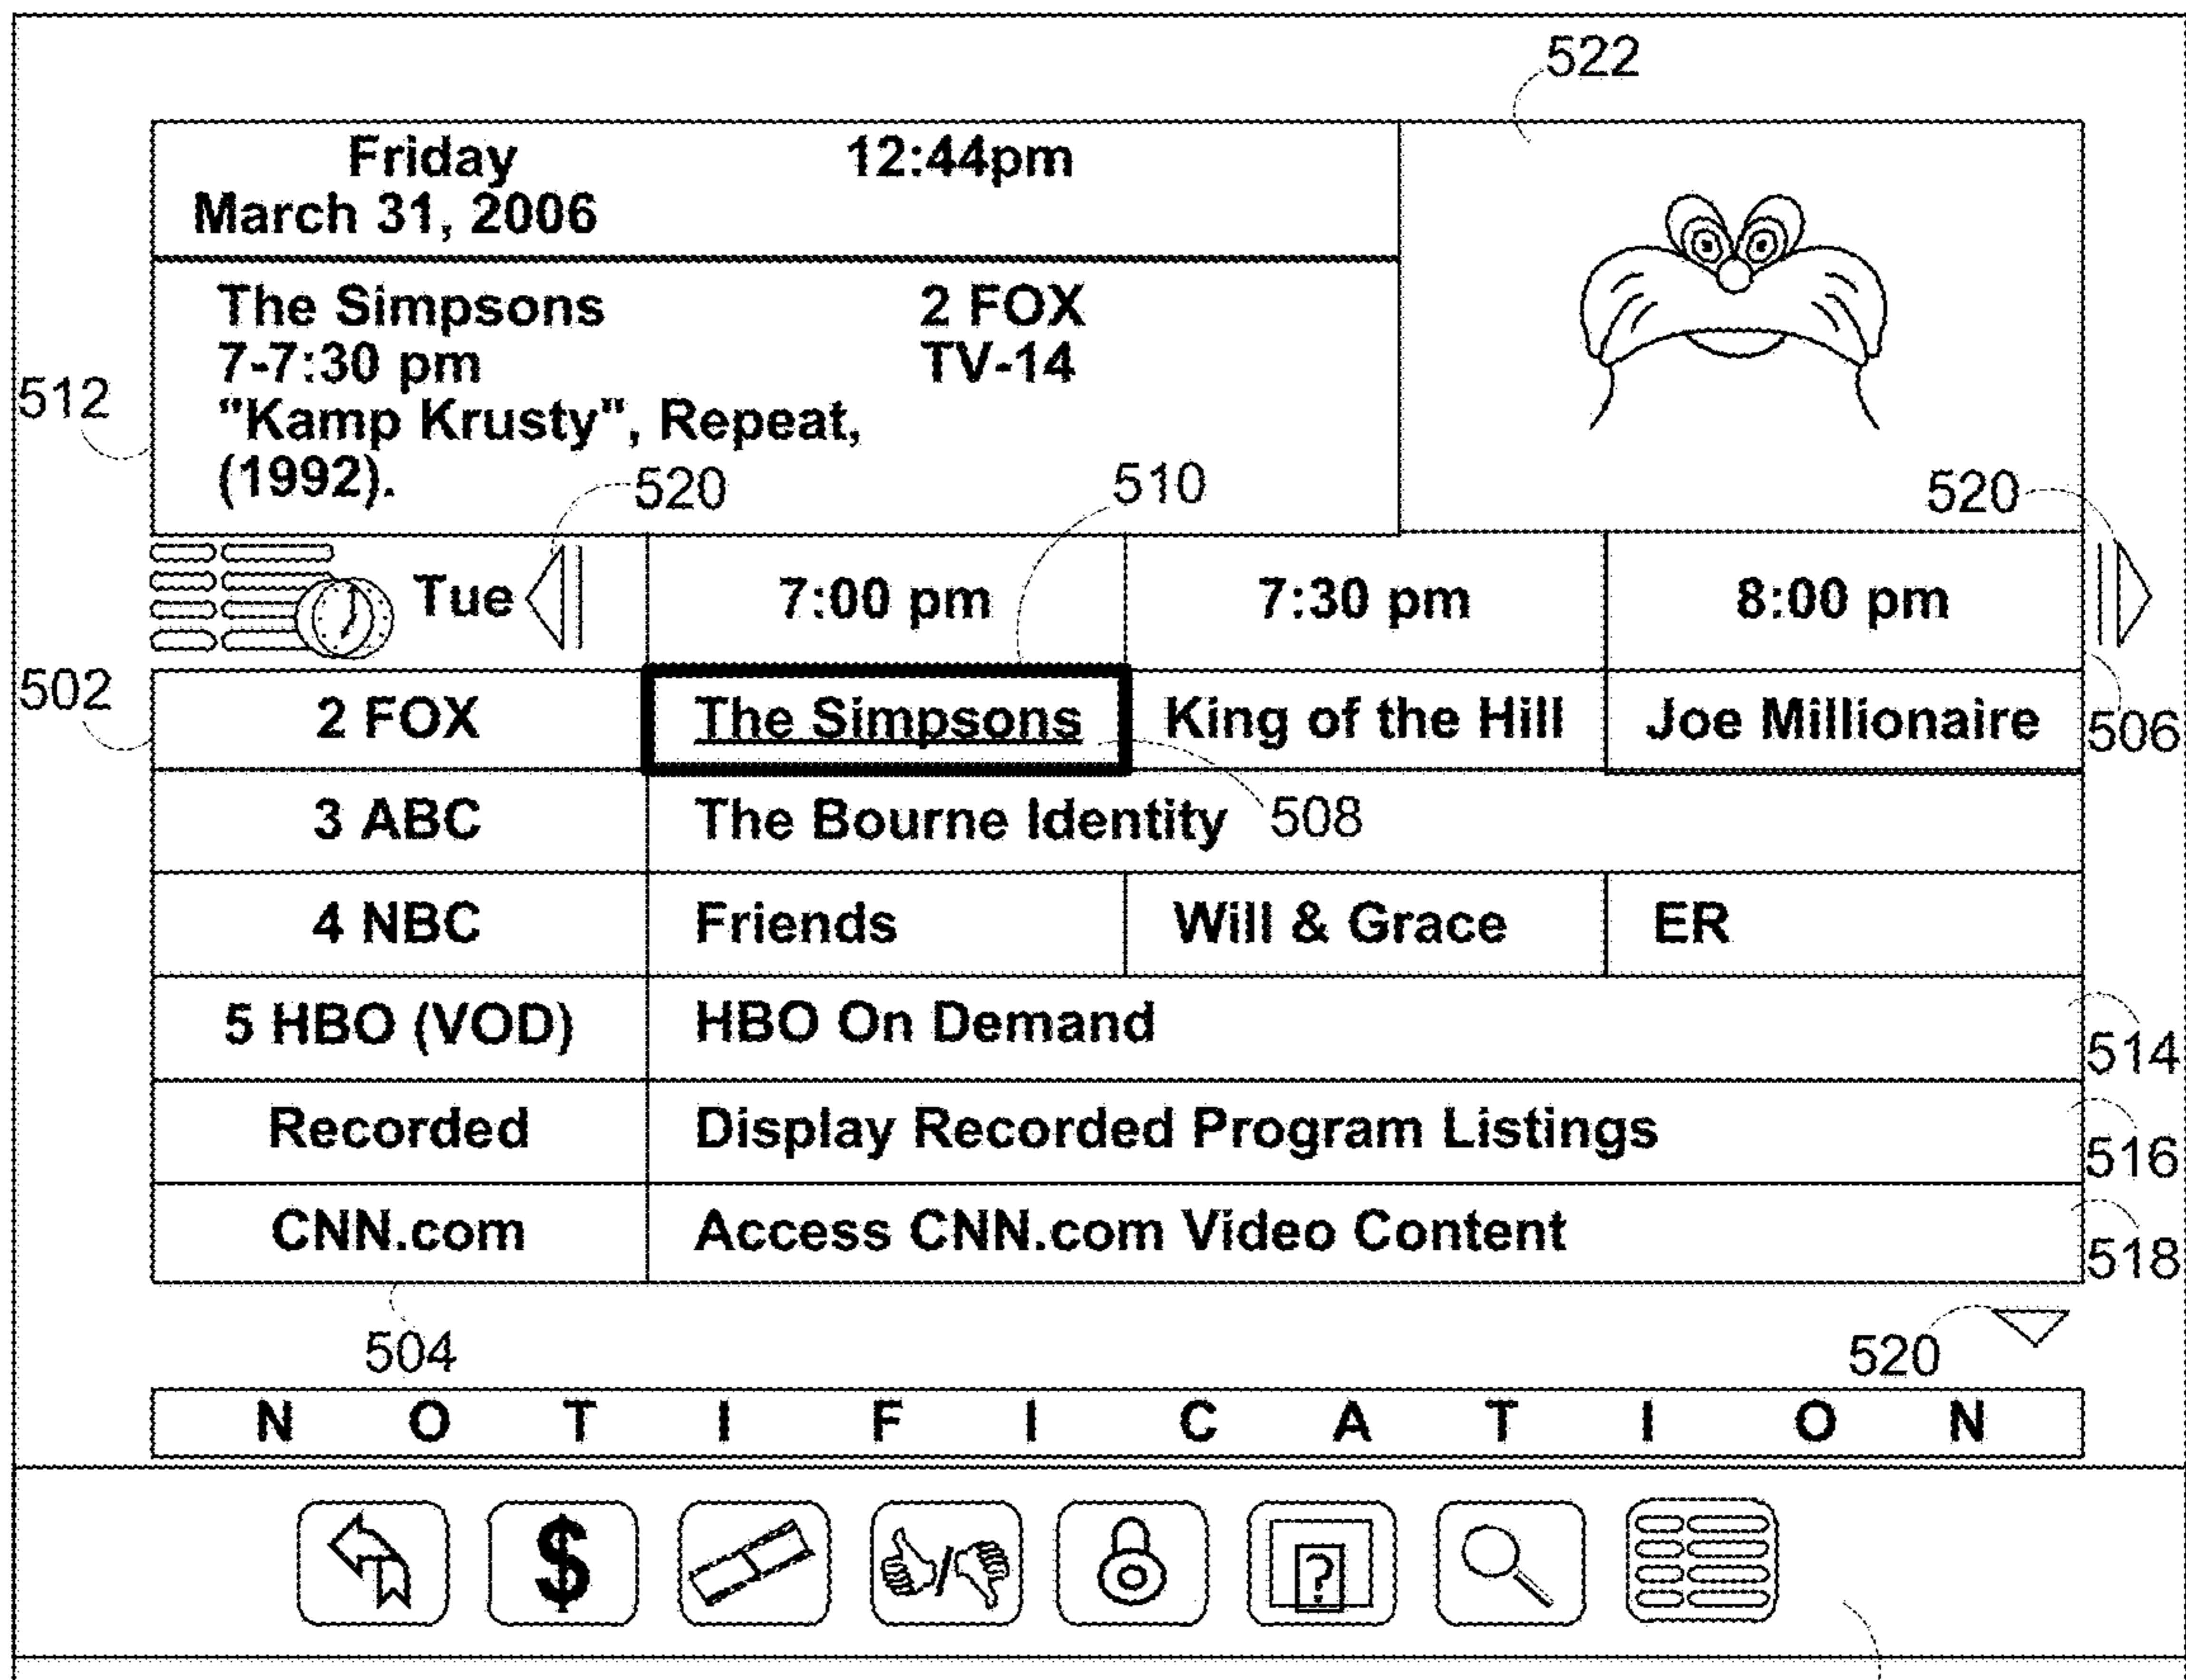 522
Friday 12:44pm
March 31, 2006
The Simpsons 2 FOX
7-7:30 pm TV-14
512
"Kamp Krusty", Repeat,
(1992).
520 510 520
Tue 7:00 pm 7:30 pm 8:00 pm
502
2 FOX The Simpsons King of the Hill Joe Millionaire
506
3 ABC The Bourne Identity 508
4 NBC Friends Will & Grace ER
5 HBO (VOD) HBO On Demand
514
Recorded Display Recorded Program Listings
516
CNN.com Access CNN.com Video Content
518
504 520
N O T I F I C A T I O N
$ ?